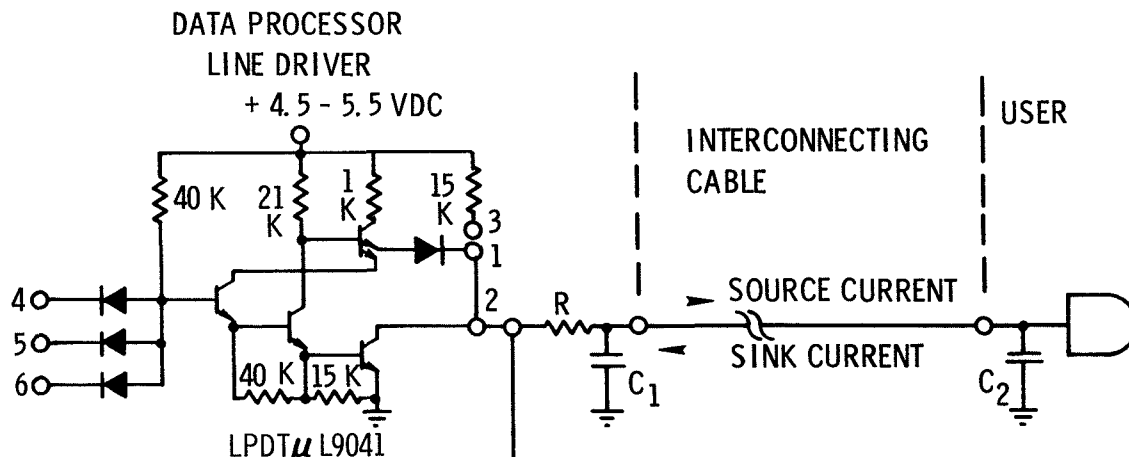 DATA PROCESSOR
LINE DRIVER
+ 4.5 - 5.5 VDC
INTERCONNECTING
CABLE
USER
40 K
21
K
1
K
15
K
3
1
2
4
5
6
40 K
15 K
R
C1
SOURCE CURRENT
SINK CURRENT
C2
LPDTμL9041